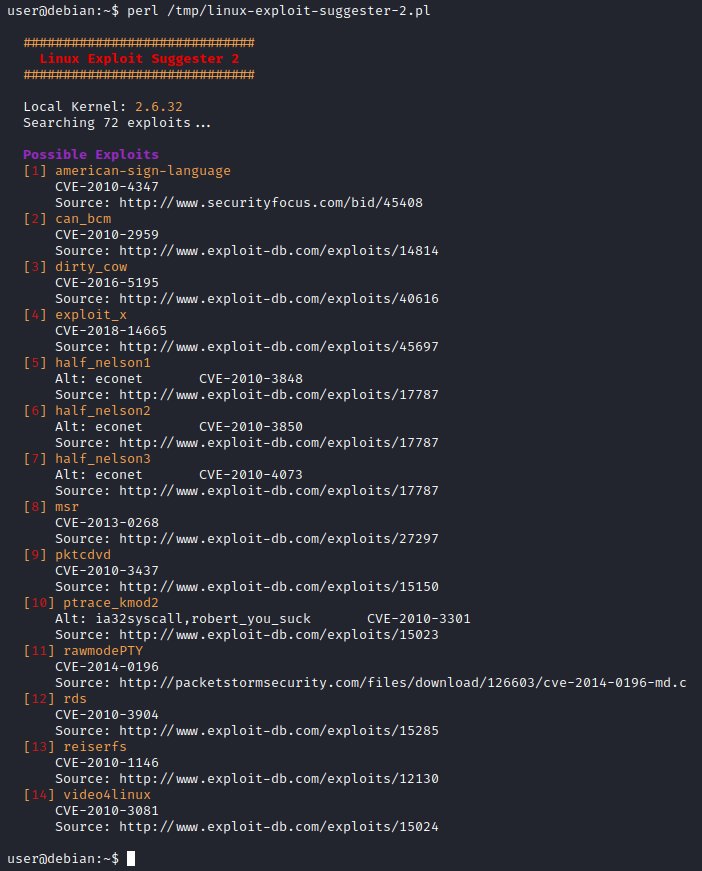 user@debian:~$ perl /tmp/linux-exploit-suggester-2.pl
#############################
Linux Exploit Suggester 2
#############################
Local Kernel: 2.6.32
Searching 72 exploits...
Possible Exploits
[1] american-sign-language
CVE-2010-4347
Source: http://www.securityfocus.com/bid/45408
[2] can_bcm
CVE-2010-2959
Source: http://www.exploit-db.com/exploits/14814
[3] dirty_cow
CVE-2016-5195
Source: http://www.exploit-db.com/exploits/40616
[4] exploit_x
CVE-2018-14665
Source: http://www.exploit-db.com/exploits/45697
[5] half_nelson1
Alt: econet       CVE-2010-3848
Source: http://www.exploit-db.com/exploits/17787
[6] half_nelson2
Alt: econet       CVE-2010-3850
Source: http://www.exploit-db.com/exploits/17787
[7] half_nelson3
Alt: econet       CVE-2010-4073
Source: http://www.exploit-db.com/exploits/17787
[8] msr
CVE-2013-0268
Source: http://www.exploit-db.com/exploits/27297
[9] pktcdvd
CVE-2010-3437
Source: http://www.exploit-db.com/exploits/15150
[10] ptrace_kmod2
Alt: ia32syscall,robert_you_suck       CVE-2010-3301
Source: http://www.exploit-db.com/exploits/15023
[11] rawmodePTY
CVE-2014-0196
Source: http://packetstormsecurity.com/files/download/126603/cve-2014-0196-md.c
[12] rds
CVE-2010-3904
Source: http://www.exploit-db.com/exploits/15285
[13] reiserfs
CVE-2010-1146
Source: http://www.exploit-db.com/exploits/12130
[14] video4linux
CVE-2010-3081
Source: http://www.exploit-db.com/exploits/15024
user@debian:~$